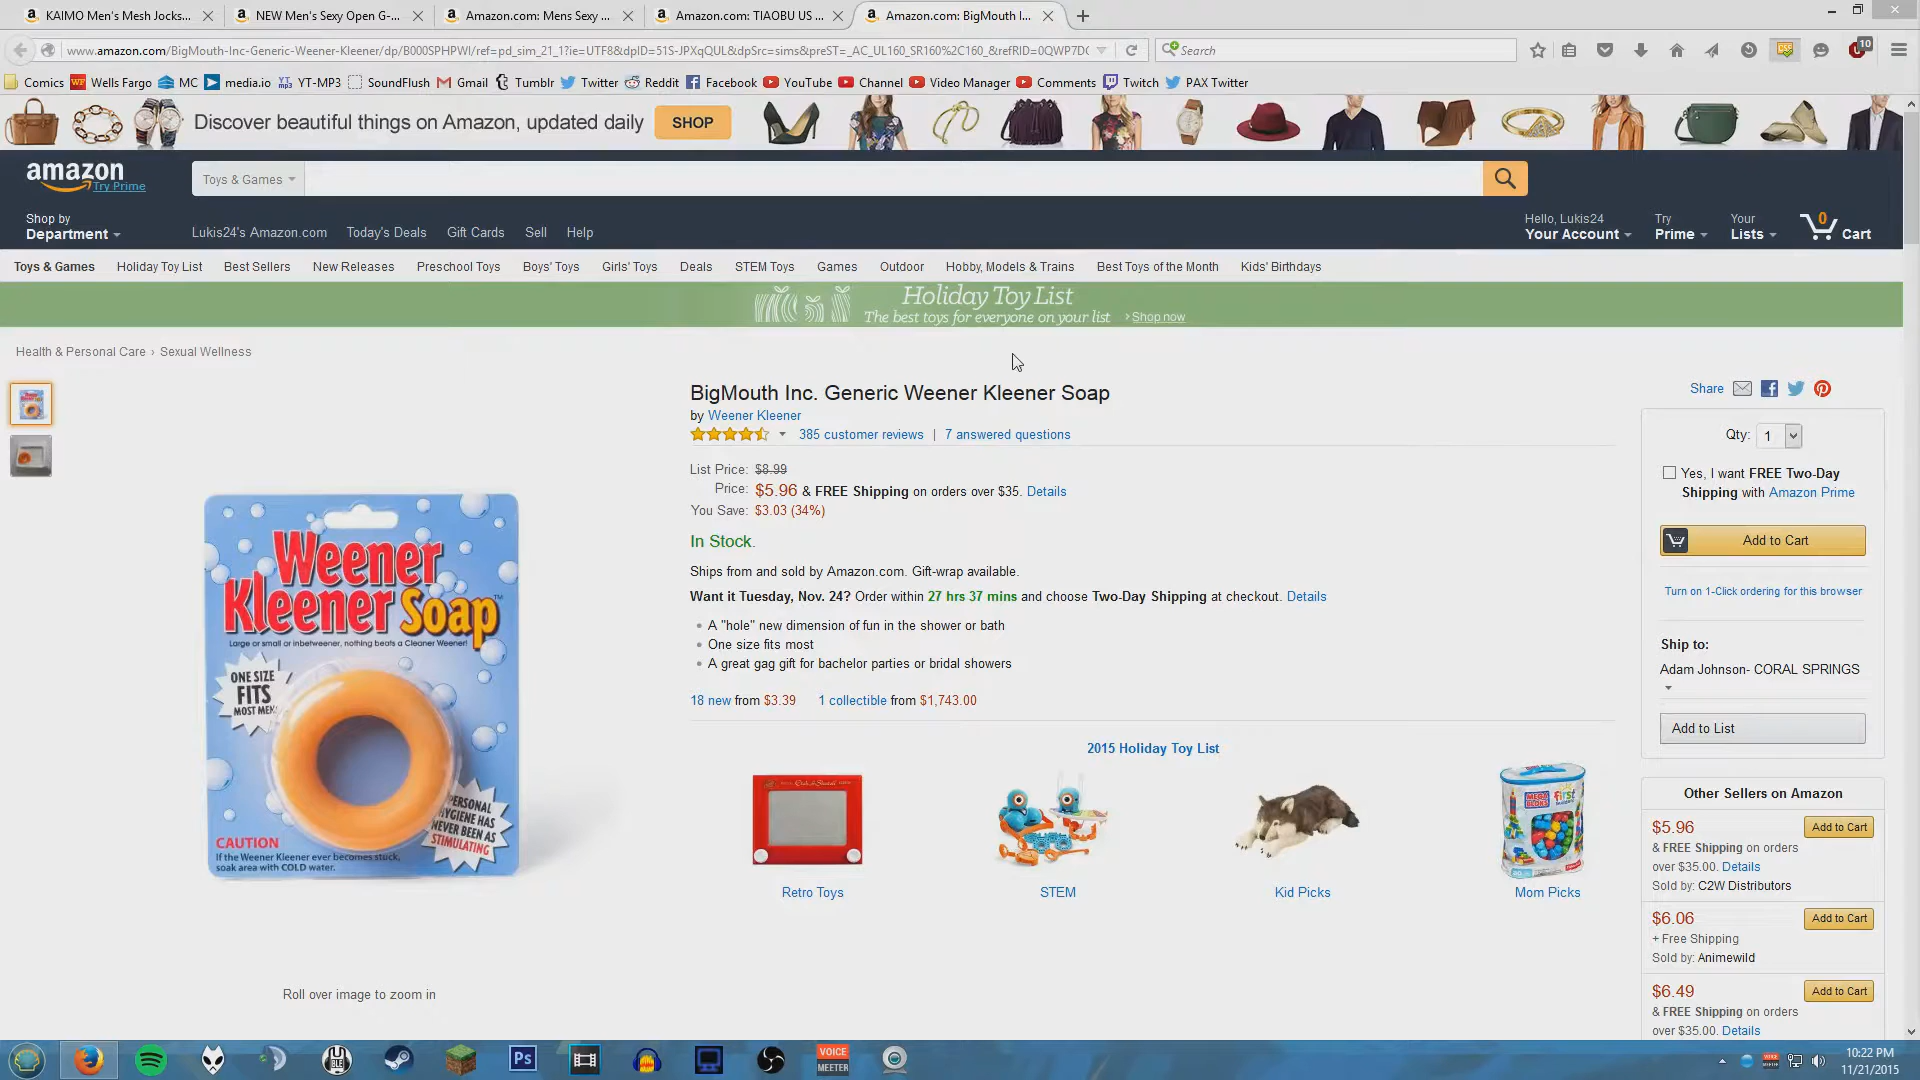 KAIMO Men's Mesh Jocks...
NEW Men's Sexy Open G-...
Amazon.com: Mens Sexy ...
Amazon.com: TIAOBU US ...
Amazon.com: BigMouth I...
www.amazon.com/BigMouth-Inc-Generic-Weener-Kleener/dp/B000SPHPWI/ref=pd_sim_21_1?ie=UTF8&dpID=51S-JPXqQUL&dpSrc=sims&preST=_AC_UL160_SR160%2C160_&refRID=0QWP7D
Search
10
Comics
Wells Fargo
MC
media.io
YT-MP3
SoundFlush
Gmail
Tumblr
Twitter
Reddit
Facebook
YouTube
Channel
Video Manager
Comments
Twitch
PAX Twitter
Discover beautiful things on Amazon, updated daily
SHOP
amazon
Try Prime
Toys & Games
Shop by
Department
Lukis24's Amazon.com
Today's Deals
Gift Cards
Sell
Help
Hello, Lukis24
Your Account
Try
Prime
Your
Lists
0
Cart
Toys & Games
Holiday Toy List
Best Sellers
New Releases
Preschool Toys
Boys' Toys
Girls' Toys
Deals
STEM Toys
Games
Outdoor
Hobby, Models & Trains
Best Toys of the Month
Kids' Birthdays
Holiday Toy List
The best toys for everyone on your list
› Shop now
Health & Personal Care › Sexual Wellness
BigMouth Inc. Generic Weener Kleener Soap
by Weener Kleener
385 customer reviews | 7 answered questions
List Price: $8.99
Price: $5.96 & FREE Shipping on orders over $35. Details
You Save: $3.03 (34%)
In Stock.
Ships from and sold by Amazon.com. Gift-wrap available.
Want it Tuesday, Nov. 24? Order within 27 hrs 37 mins and choose Two-Day Shipping at checkout. Details
• A "hole" new dimension of fun in the shower or bath
• One size fits most
• A great gag gift for bachelor parties or bridal showers
18 new from $3.39
1 collectible from $1,743.00
Weener
Kleener Soap™
Large or small or inbetweener, nothing beats a Cleaner Weener!
ONE SIZE
FITS
MOST MEN
PERSONAL
HYGIENE HAS
NEVER BEEN AS
STIMULATING
CAUTION
If the Weener Kleener ever becomes stuck,
soak area with COLD water.
Roll over image to zoom in
2015 Holiday Toy List
Retro Toys
STEM
Kid Picks
Mom Picks
Share
Qty: 1
Yes, I want FREE Two-Day
Shipping with Amazon Prime
Add to Cart
Turn on 1-Click ordering for this browser
Ship to:
Adam Johnson- CORAL SPRINGS
Add to List
Other Sellers on Amazon
$5.96
Add to Cart
& FREE Shipping on orders
over $35.00. Details
Sold by: C2W Distributors
$6.06
Add to Cart
+ Free Shipping
Sold by: Animewild
$6.49
Add to Cart
& FREE Shipping on orders
over $35.00. Details
Ps
VOICE
MEETER
10:22 PM
11/21/2015